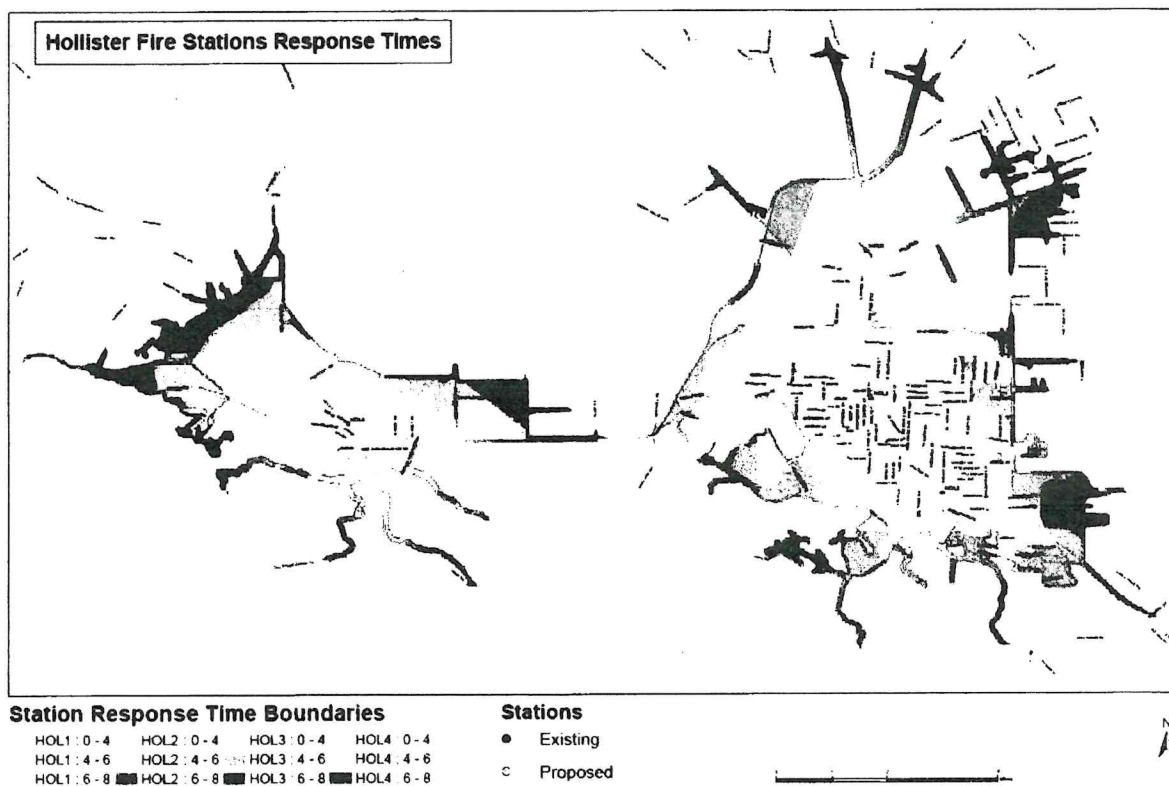 Hollister Fire Stations Response Times
Station Response Time Boundaries
HOL1 : 0 - 4 HOL2 : 0 - 4 HOL3 : 0 - 4 HOL4 : 0 - 4
HOL1 : 4 - 6 HOL2 : 4 - 6 HOL3 : 4 - 6 HOL4 : 4 - 6
HOL1 : 6 - 8 HOL2 : 6 - 8 HOL3 : 6 - 8 HOL4 : 6 - 8
Stations
Existing
Proposed
N